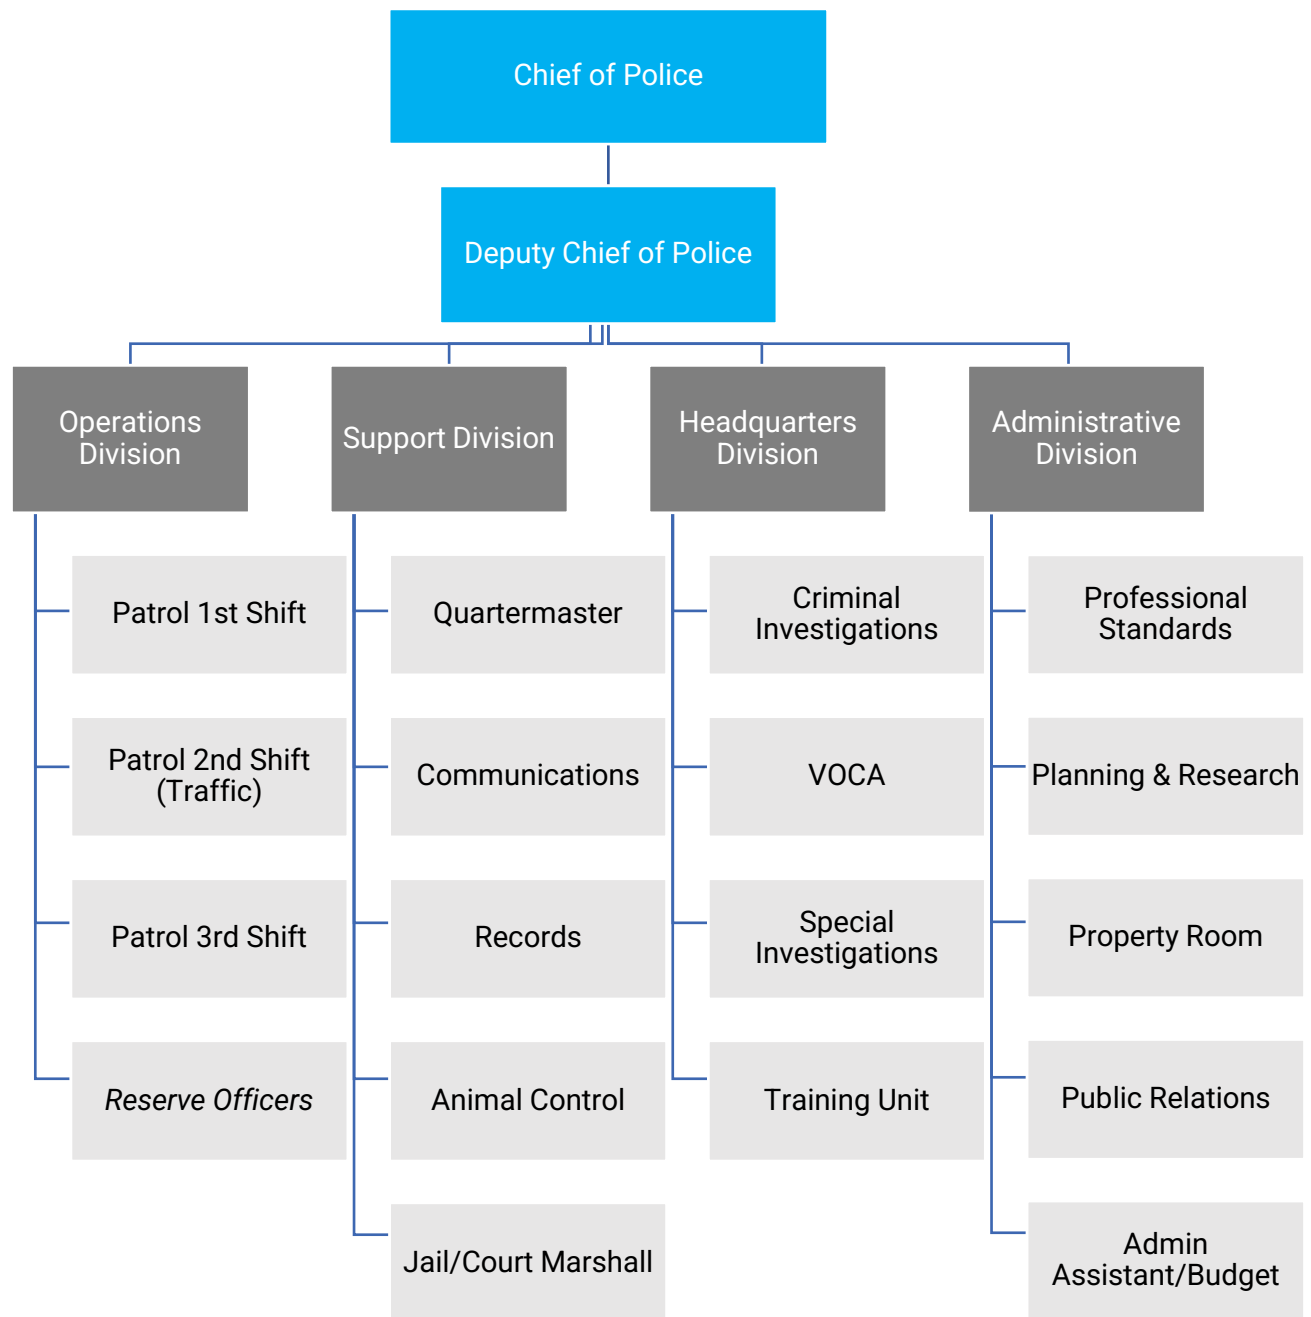 Chief of Police
Deputy Chief of Police
Operations
Division
Support Division
Headquarters
Division
Administrative
Division
Patrol 1st Shift
Quartermaster
Criminal
Investigations
Professional
Standards
Patrol 2nd Shift
(Traffic)
Communications
VOCA
Planning & Research
Patrol 3rd Shift
Records
Special
Investigations
Property Room
Reserve Officers
Animal Control
Training Unit
Public Relations
Jail/Court Marshall
Admin
Assistant/Budget